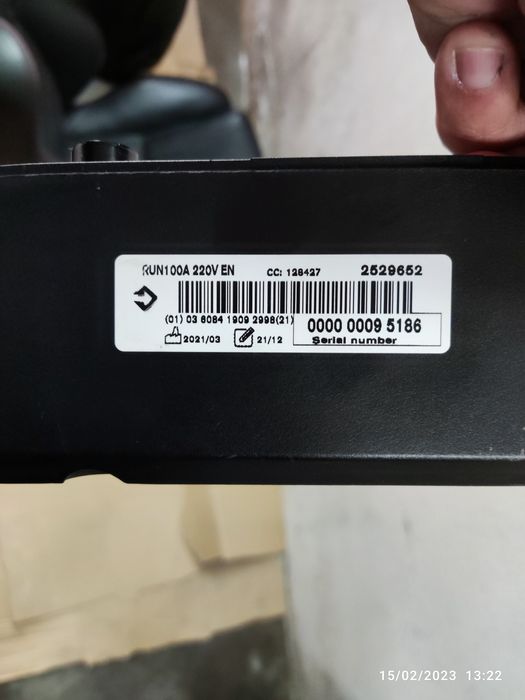 RUN100A 220V EN CC: 128427 2529652
(01) 03 6084 1909 2998(21)
0000 0009 5186
2021/03 21/12 Serial number
15/02/2023 13:22